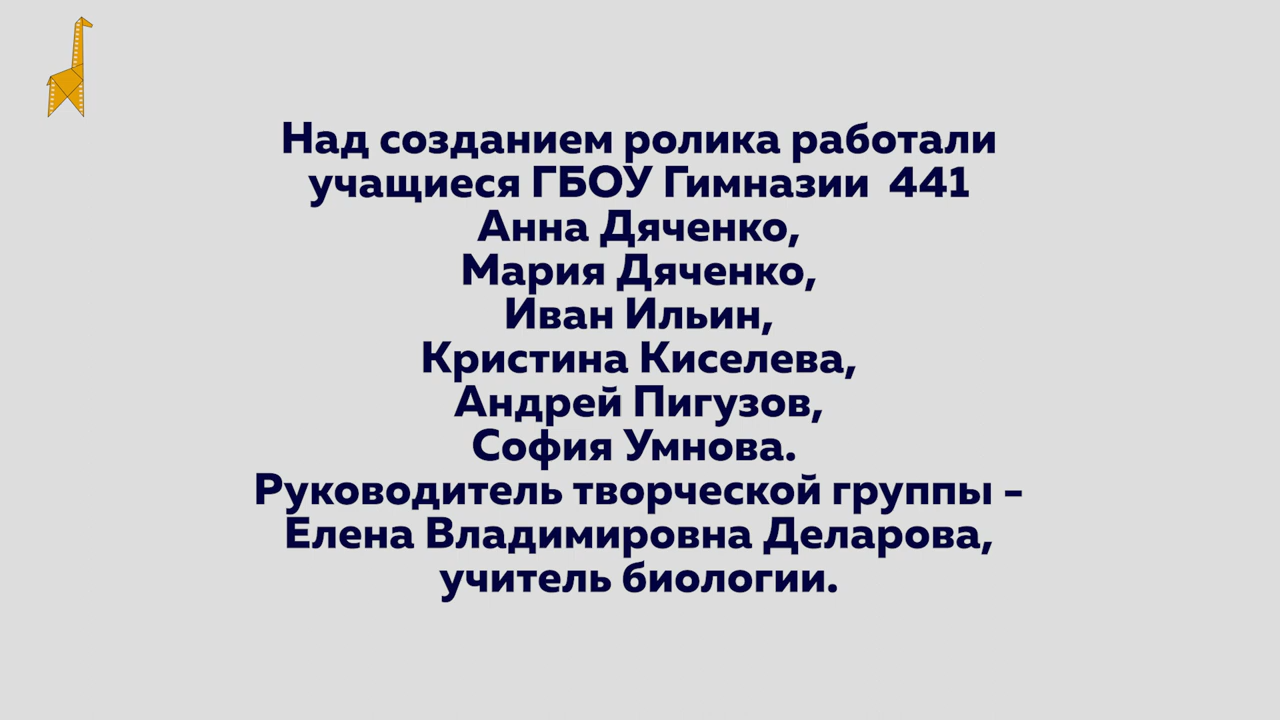 Над созданием ролика работали
учащиеся ГБОУ Гимназии 441
Анна Дяченко,
Мария Дяченко,
Иван Ильин,
Кристина Киселева,
Андрей Пигузов,
София Умнова.
Руководитель творческой группы –
Елена Владимировна Деларова,
учитель биологии.